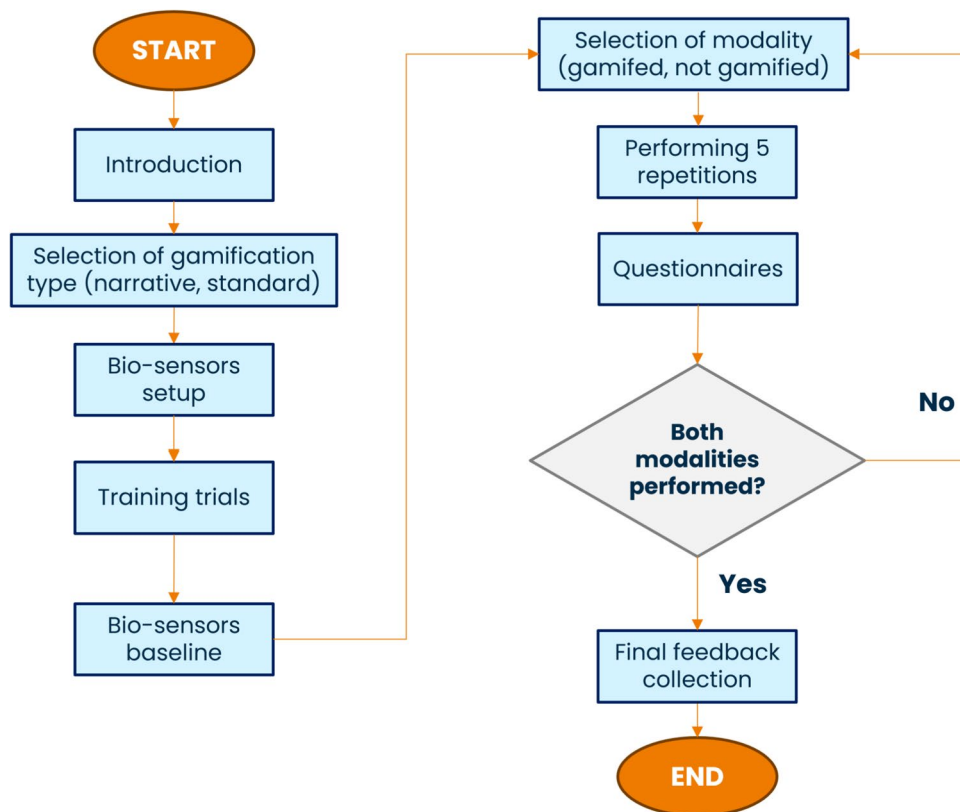 START
Introduction
Selection of gamification
type (narrative, standard)
Bio-sensors
setup
Training trials
Bio-sensors
baseline
Selection of modality
(gamifed, not gamified)
Performing 5
repetitions
Questionnaires
Both
modalities
performed?
No
Yes
Final feedback
collection
END